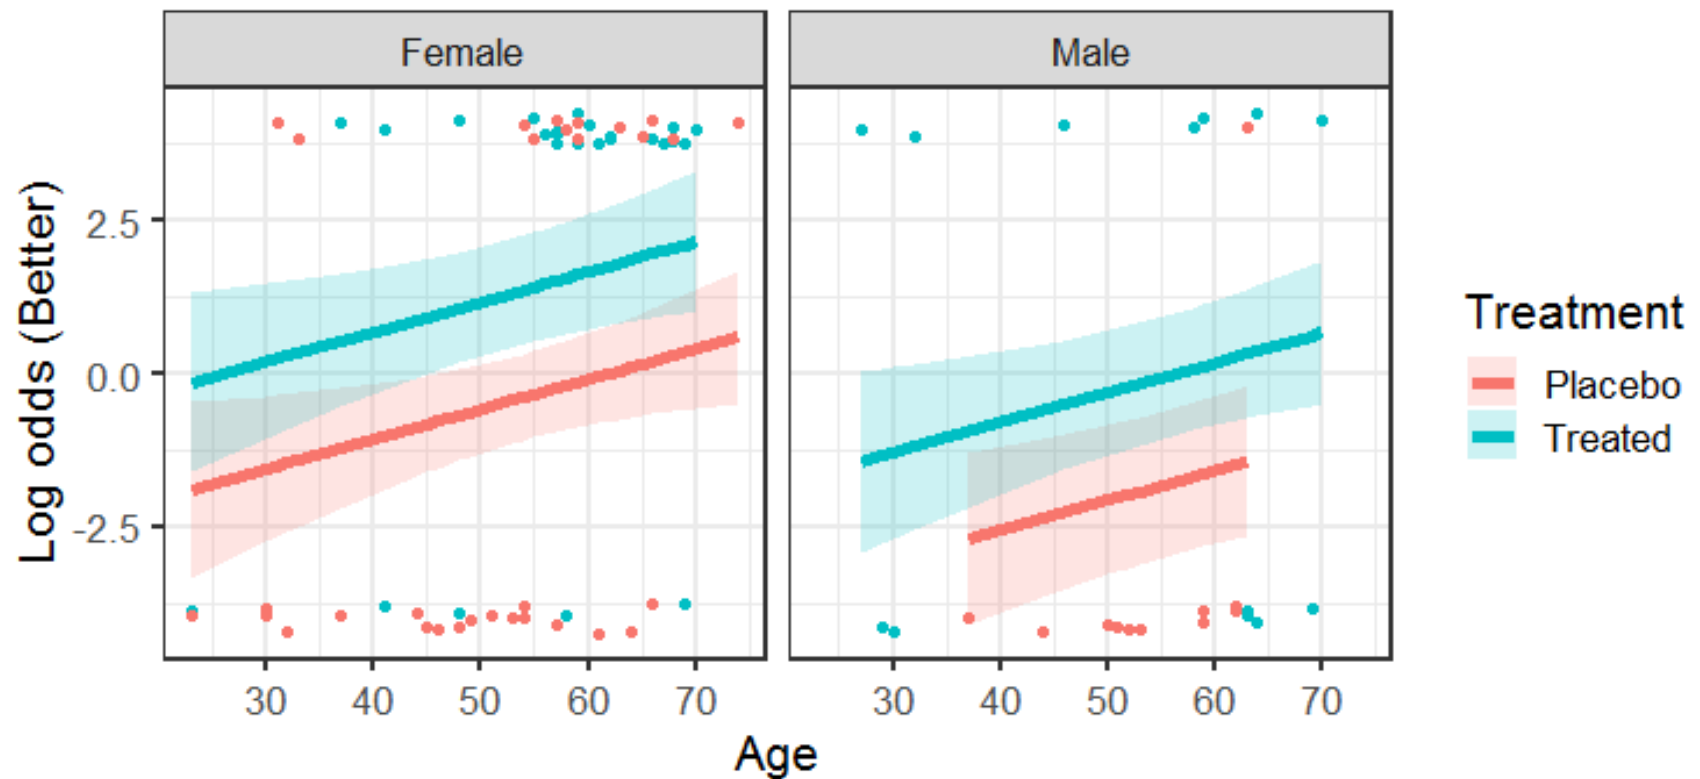 Female
Male
Log odds (Better)
2.5
0.0
-2.5
30 40 50 60 70
30 40 50 60 70
Age
Treatment
Placebo
Treated